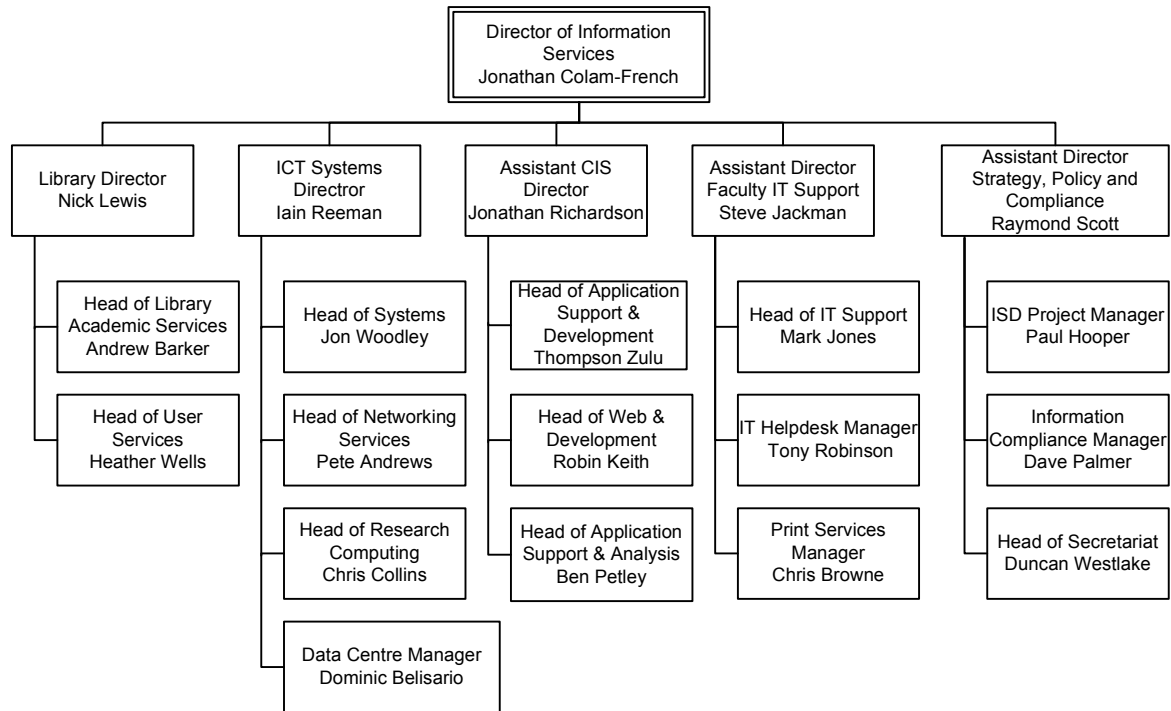 Director of Information
Services
Jonathan Colam-French
Library Director
Nick Lewis
ICT Systems
Directror
Iain Reeman
Assistant CIS
Director
Jonathan Richardson
Assistant Director
Faculty IT Support
Steve Jackman
Assistant Director
Strategy, Policy and
Compliance
Raymond Scott
Head of Library
Academic Services
Andrew Barker
Head of Systems
Jon Woodley
Head of Application
Support &
Development
Thompson Zulu
Head of IT Support
Mark Jones
ISD Project Manager
Paul Hooper
Head of User
Services
Heather Wells
Head of Networking
Services
Pete Andrews
Head of Web &
Development
Robin Keith
IT Helpdesk Manager
Tony Robinson
Information
Compliance Manager
Dave Palmer
Head of Research
Computing
Chris Collins
Head of Application
Support & Analysis
Ben Petley
Print Services
Manager
Chris Browne
Head of Secretariat
Duncan Westlake
Data Centre Manager
Dominic Belisario